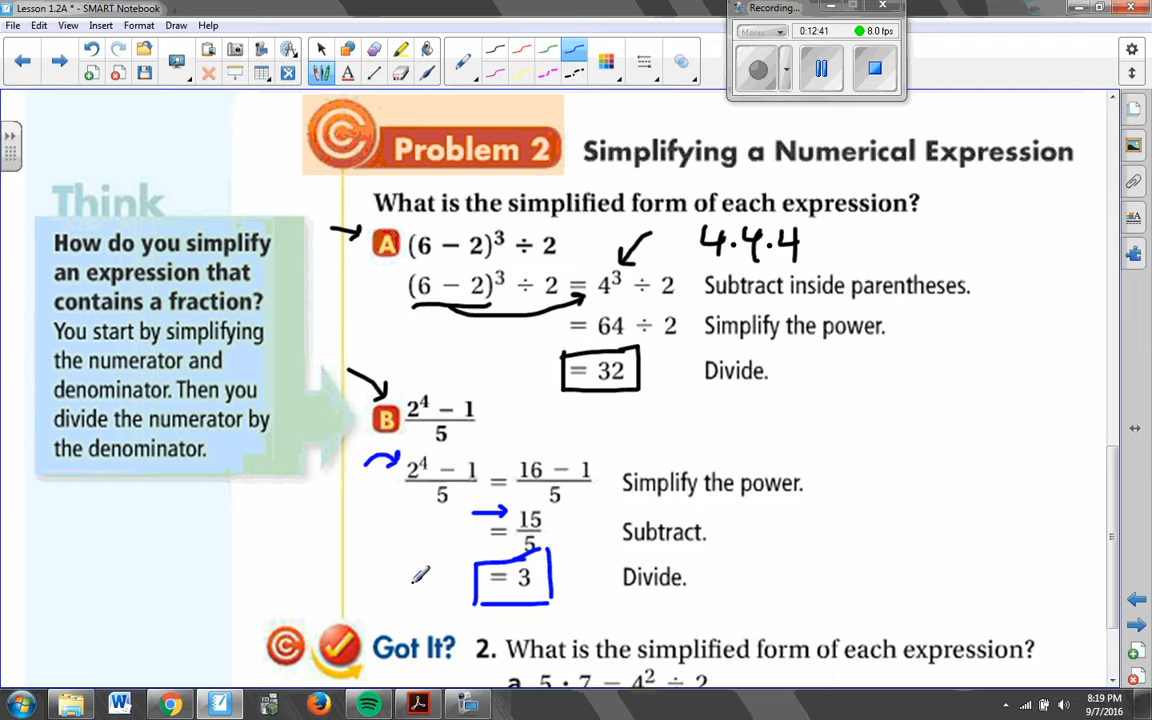 Lesson 1.2A * - SMART Notebook
Recording...
File Edit View Insert Format Draw Help
Menu 0:12:41 8.0 fps
Problem 2 Simplifying a Numerical Expression
Think
How do you simplify
an expression that
contains a fraction?
You start by simplifying
the numerator and
denominator. Then you
divide the numerator by
the denominator.
What is the simplified form of each expression?
A (6 − 2)³ ÷ 2
4·4·4
(6 − 2)³ ÷ 2 = 4³ ÷ 2 Subtract inside parentheses.
= 64 ÷ 2 Simplify the power.
= 32 Divide.
B 2⁴ − 1
5
2⁴ − 1 = 16 − 1 Simplify the power.
5 5
= 15 Subtract.
5
= 3 Divide.
Got It? 2. What is the simplified form of each expression?
a. 5 · 7 − 4² ÷ 2
8:19 PM
9/7/2016